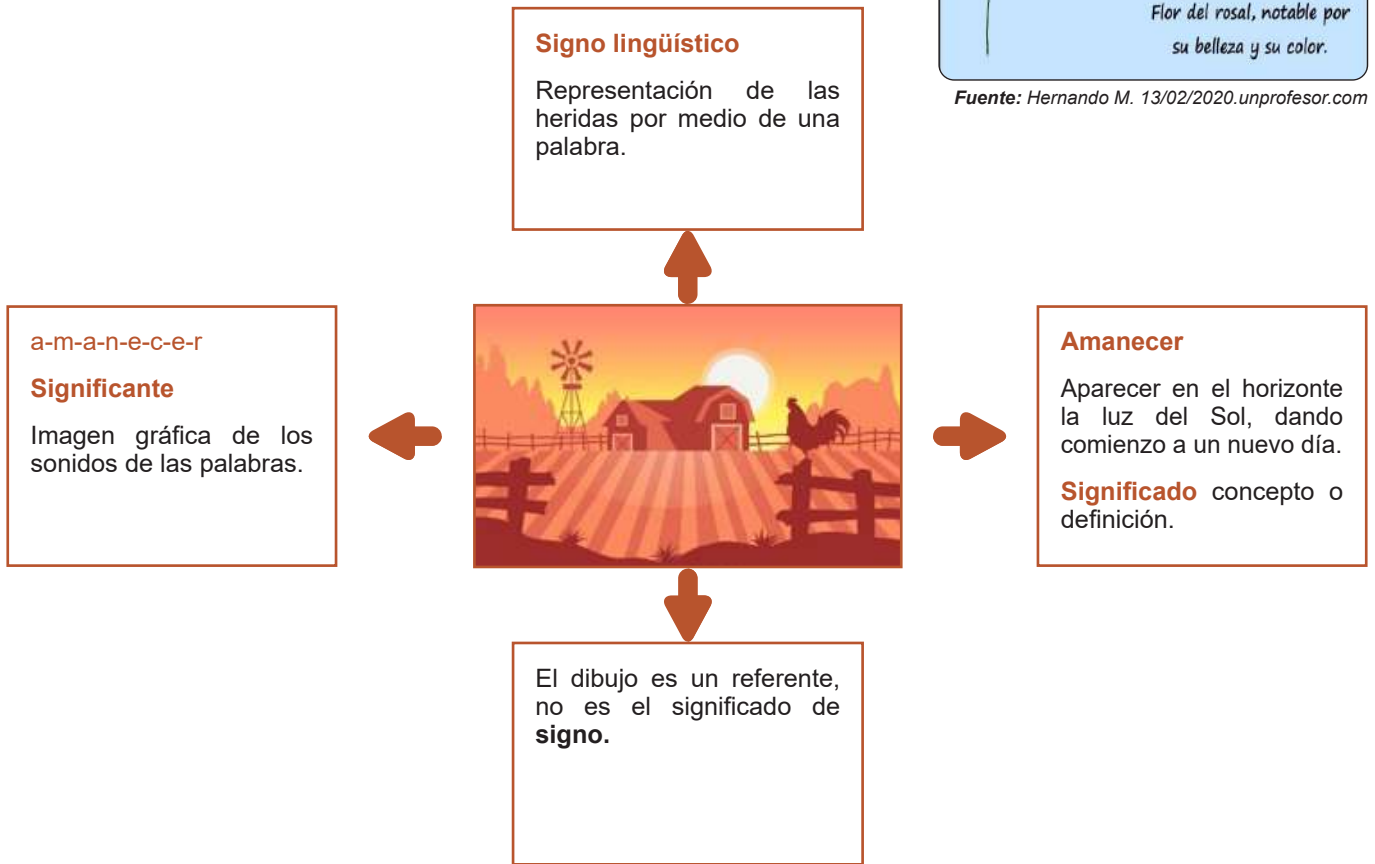 Flor del rosal, notable por
su belleza y su color.
Fuente: Hernando M. 13/02/2020.unprofesor.com
Signo lingüístico
Representación de las
heridas por medio de una
palabra.
a-m-a-n-e-c-e-r
Significante
Imagen gráfica de los
sonidos de las palabras.
Amanecer
Aparecer en el horizonte
la luz del Sol, dando
comienzo a un nuevo día.
Significado concepto o
definición.
El dibujo es un referente,
no es el significado de
signo.